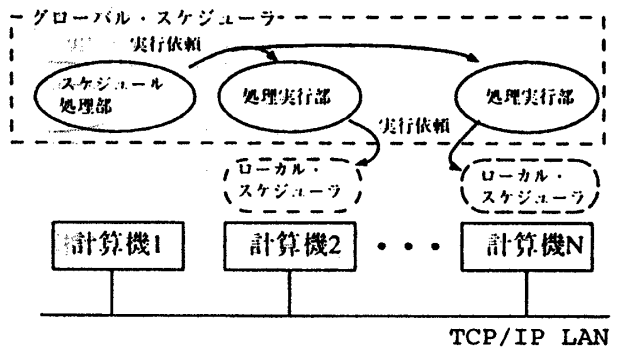 グローバル・スケジューラ
実行依頼
スケジュール
処理部
処理実行部
処理実行部
実行依頼
ローカル・
スケジューラ
ローカル・
スケジューラ
計算機1
計算機2
・・・
計算機N
TCP/IP LAN